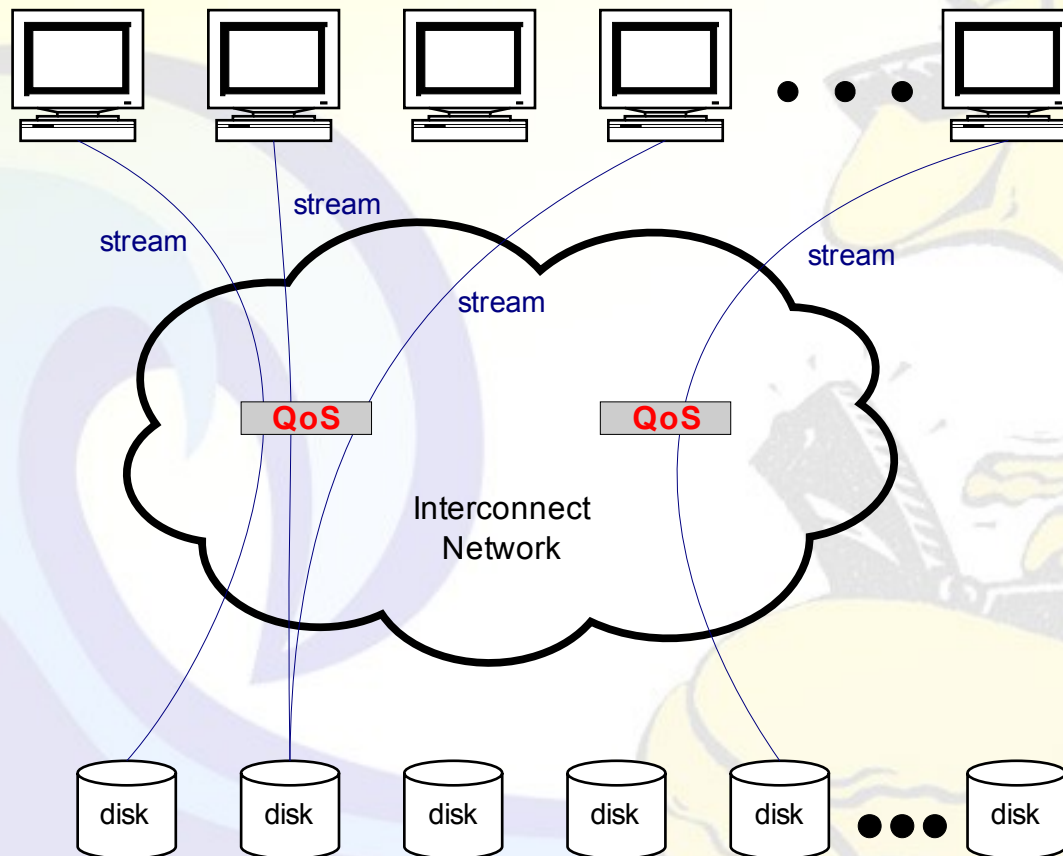 stream
stream
stream
stream
QoS
QoS
Interconnect
Network
disk
disk
disk
disk
disk
disk